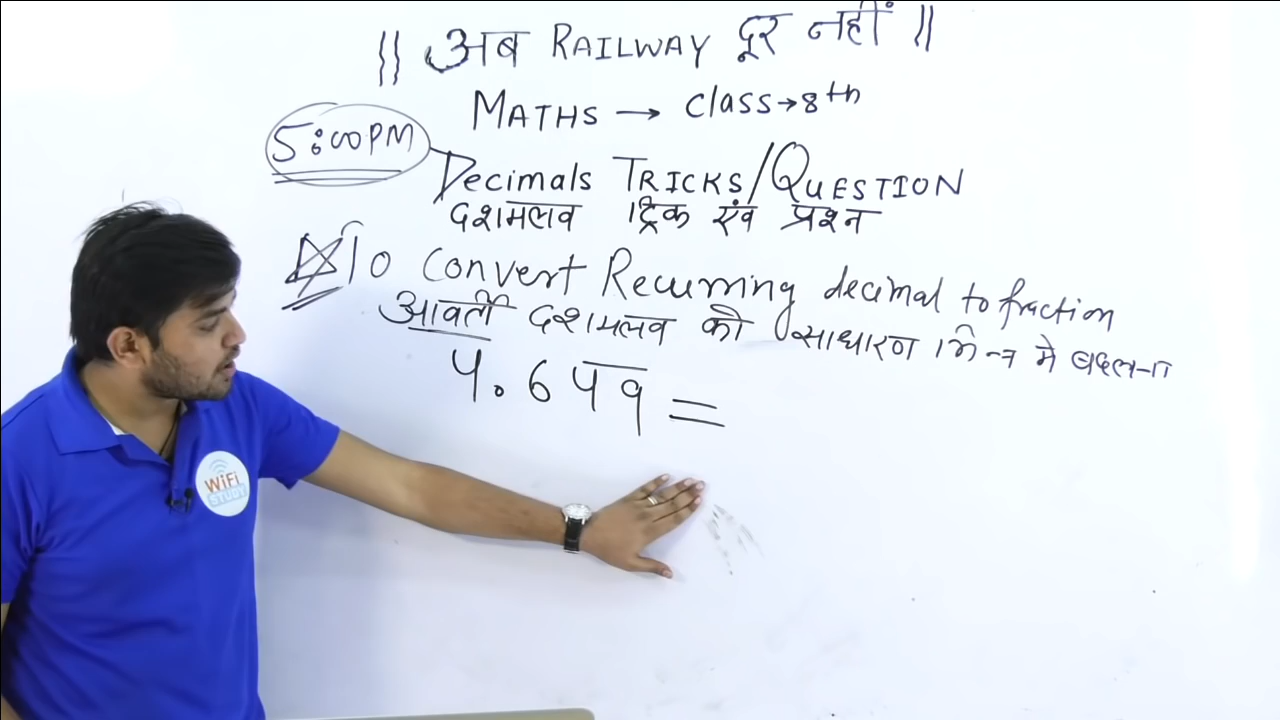 || अब RAILWAY दूर नहीं ||
MATHS → Class→8th
5:00PM
Decimals TRICKS/QUESTION
दशमलव ट्रिक एंव प्रश्न
To Convert Recurring decimal to fraction
आवर्ती दशमलव को साधारण भिन्न मे बदलना
4.649̅ =
WiFi
STUDY